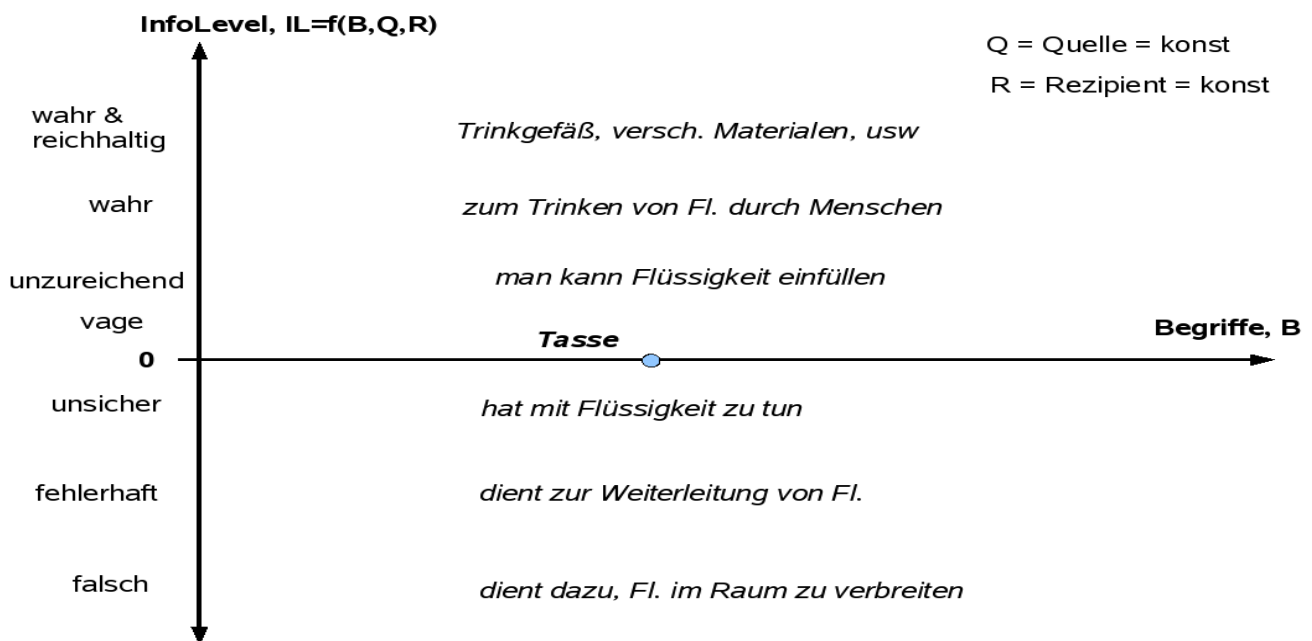 InfoLevel, IL=f(B,Q,R)
Q = Quelle = konst
R = Rezipient = konst
wahr &
reichhaltig
Trinkgefäß, versch. Materialen, usw
wahr
zum Trinken von Fl. durch Menschen
unzureichend
man kann Flüssigkeit einfüllen
vage
Tasse
Begriffe, B
0
unsicher
hat mit Flüssigkeit zu tun
fehlerhaft
dient zur Weiterleitung von Fl.
falsch
dient dazu, Fl. im Raum zu verbreiten